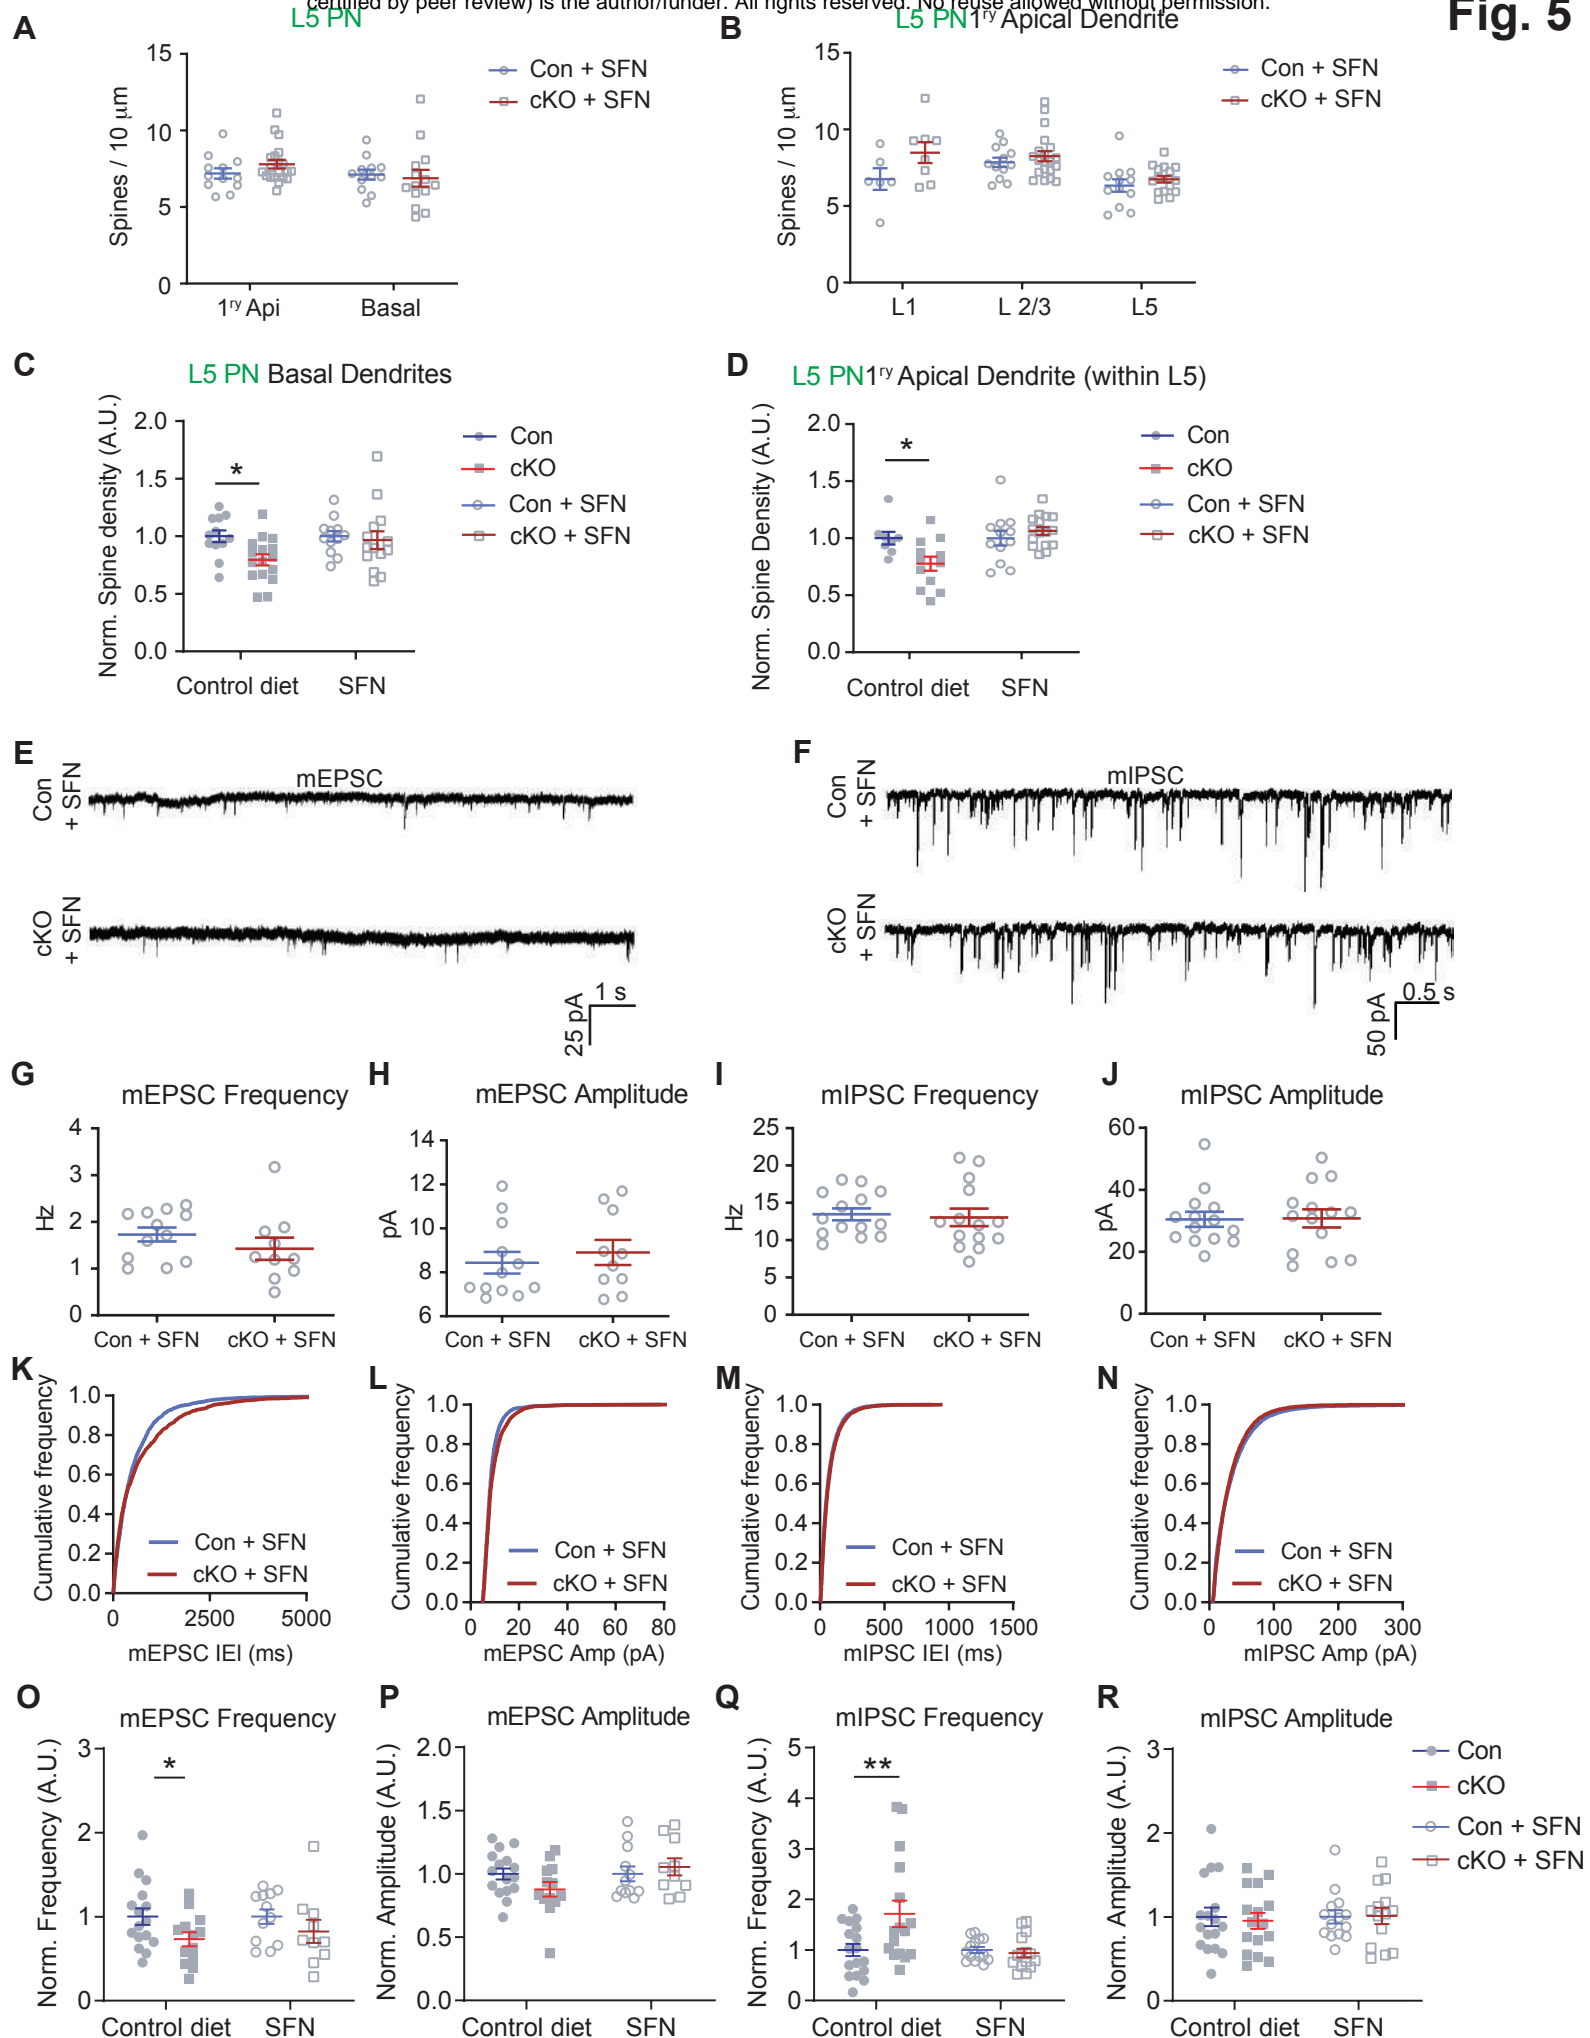 certified by peer review) is the author/funder. All rights reserved. No reuse allowed without permission.
Fig. 5
A
L5 PN
Spines / 10 µm
15
10
5
0
1ry Api
Basal
Con + SFN
cKO + SFN
B
L5 PN 1ry Apical Dendrite
Spines / 10 µm
15
10
5
0
L1
L 2/3
L5
Con + SFN
cKO + SFN
C
L5 PN Basal Dendrites
Norm. Spine density (A.U.)
2.0
1.5
1.0
0.5
0.0
*
Control diet
SFN
Con
cKO
Con + SFN
cKO + SFN
D
L5 PN 1ry Apical Dendrite (within L5)
Norm. Spine Density (A.U.)
2.0
1.5
1.0
0.5
0.0
*
Control diet
SFN
Con
cKO
Con + SFN
cKO + SFN
E
mEPSC
Con
+ SFN
cKO
+ SFN
1 s
25 pA
F
mIPSC
Con
+ SFN
cKO
+ SFN
0.5 s
50 pA
G
mEPSC Frequency
Hz
4
3
2
1
0
Con + SFN
cKO + SFN
H
mEPSC Amplitude
pA
14
12
10
8
6
Con + SFN
cKO + SFN
I
mIPSC Frequency
Hz
25
20
15
10
5
0
Con + SFN
cKO + SFN
J
mIPSC Amplitude
pA
60
40
20
0
Con + SFN
cKO + SFN
K
Cumulative frequency
1.0
0.8
0.6
0.4
0.2
0.0
Con + SFN
cKO + SFN
0
2500
5000
mEPSC IEI (ms)
L
Cumulative frequency
1.0
0.8
0.6
0.4
0.2
0.0
Con + SFN
cKO + SFN
0
20
40
60
80
mEPSC Amp (pA)
M
Cumulative frequency
1.0
0.8
0.6
0.4
0.2
0.0
Con + SFN
cKO + SFN
0
500
1000
1500
mIPSC IEI (ms)
N
Cumulative frequency
1.0
0.8
0.6
0.4
0.2
0.0
Con + SFN
cKO + SFN
0
100
200
300
mIPSC Amp (pA)
O
mEPSC Frequency
Norm. Frequency (A.U.)
3
2
1
0
*
Control diet
SFN
P
mEPSC Amplitude
Norm. Amplitude (A.U.)
2.0
1.5
1.0
0.5
0.0
Control diet
SFN
Q
mIPSC Frequency
Norm. Frequency (A.U.)
5
4
3
2
1
0
**
Control diet
SFN
R
mIPSC Amplitude
Norm. Amplitude (A.U.)
3
2
1
0
Control diet
SFN
Con
cKO
Con + SFN
cKO + SFN